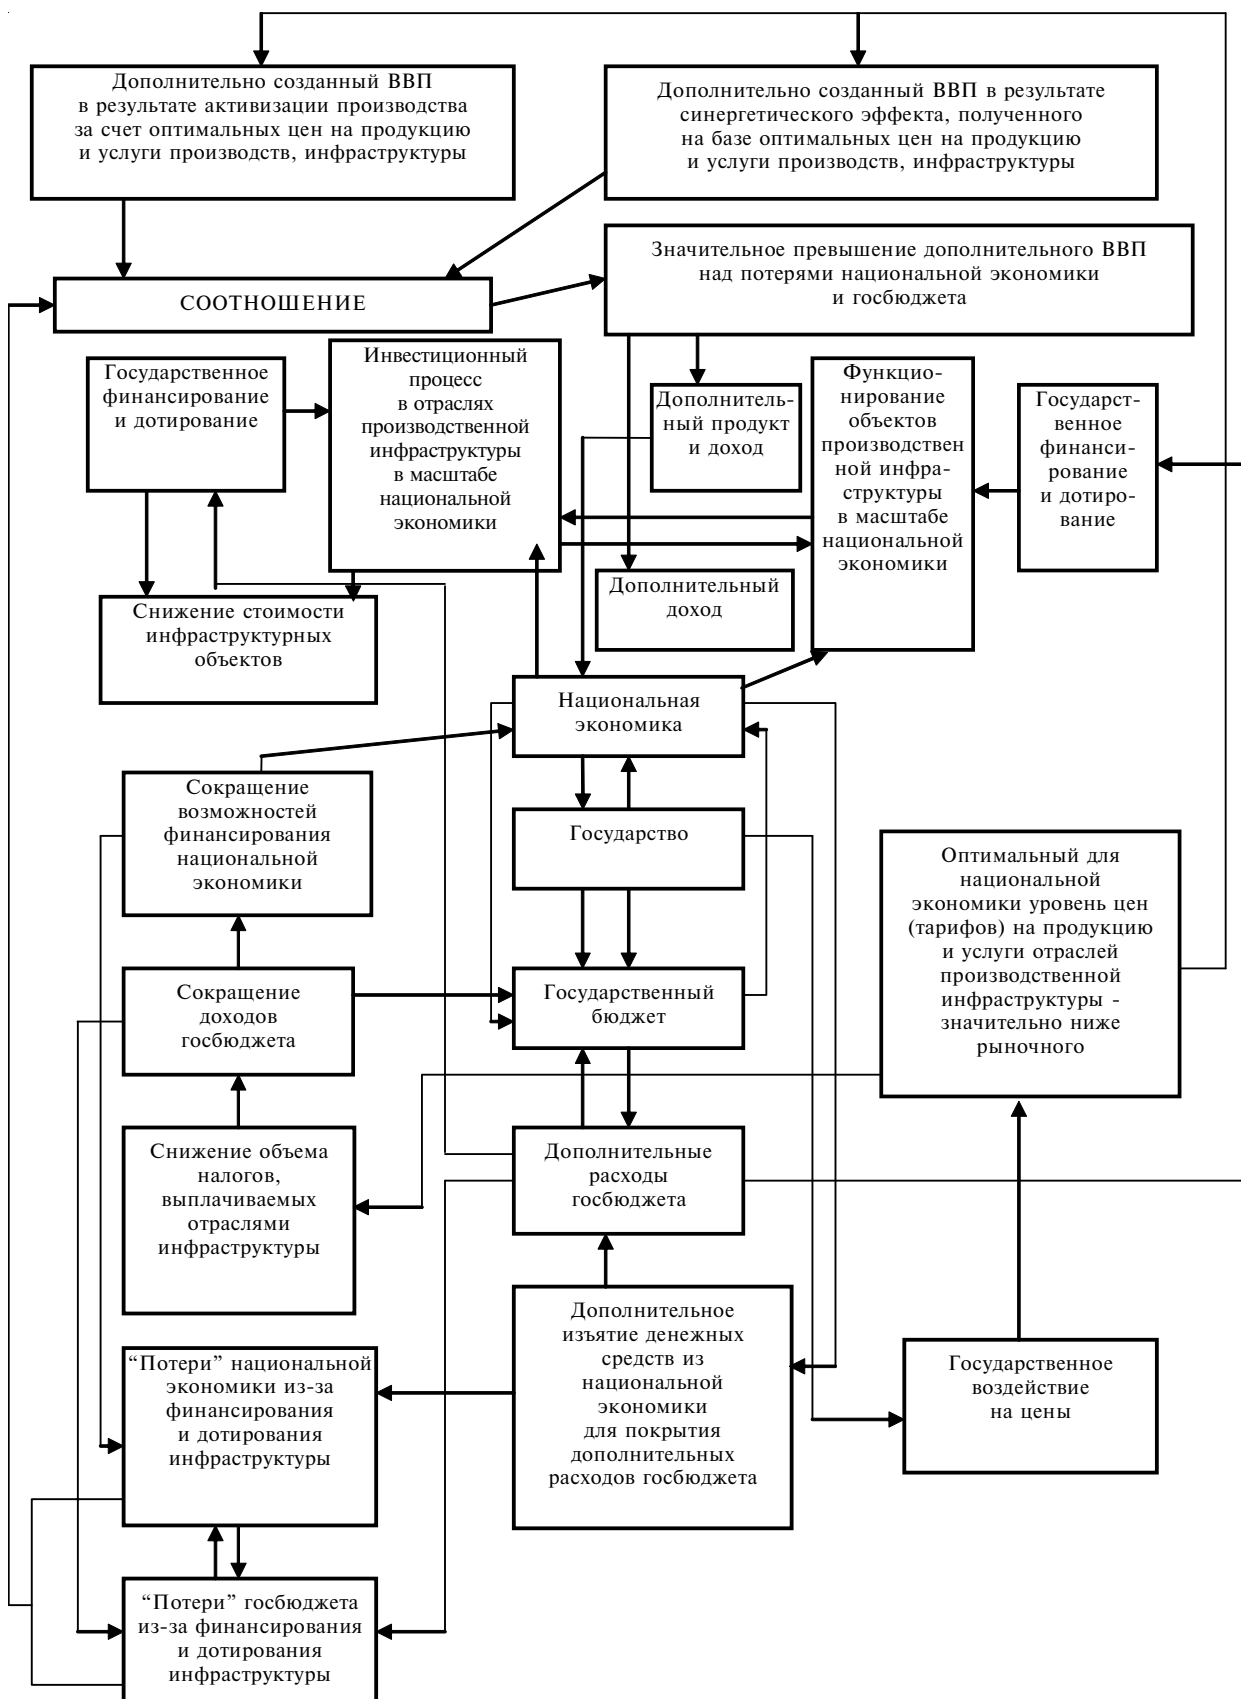 Дополнительно созданный ВВП
в результате активизации производства
за счет оптимальных цен на продукцию
и услуги производств, инфраструктуры
Дополнительно созданный ВВП в результате
синергетического эффекта, полученного
на базе оптимальных цен на продукцию
и услуги производств, инфраструктуры
Значительное превышение дополнительного ВВП
над потерями национальной экономики
и госбюджета
СООТНОШЕНИЕ
Государственное
финансирование
и дотирование
Инвестиционный
процесс
в отраслях
производственной
инфраструктуры
в масштабе
национальной
экономики
Дополнитель-
ный продукт
и доход
Функцио-
нирование
объектов
производствен
ной инфра-
структуры
в масштабе
национальной
экономики
Государст-
венное
финанси-
рование
и дотиро-
вание
Снижение стоимости
инфраструктурных
объектов
Дополнительный
доход
Национальная
экономика
Сокращение
возможностей
финансирования
национальной
экономики
Государство
Оптимальный для
национальной
экономики уровень цен
(тарифов) на продукцию
и услуги отраслей
производственной
инфраструктуры -
значительно ниже
рыночного
Сокращение
доходов
госбюджета
Государственный
бюджет
Снижение объема
налогов,
выплачиваемых
отраслями
инфраструктуры
Дополнительные
расходы
госбюджета
Дополнительное
изъятие денежных
средств из
национальной
экономики
для покрытия
дополнительных
расходов госбюджета
Государственное
воздействие
на цены
“Потери” национальной
экономики из-за
финансирования
и дотирования
инфраструктуры
“Потери” госбюджета
из-за финансирования
и дотирования
инфраструктуры